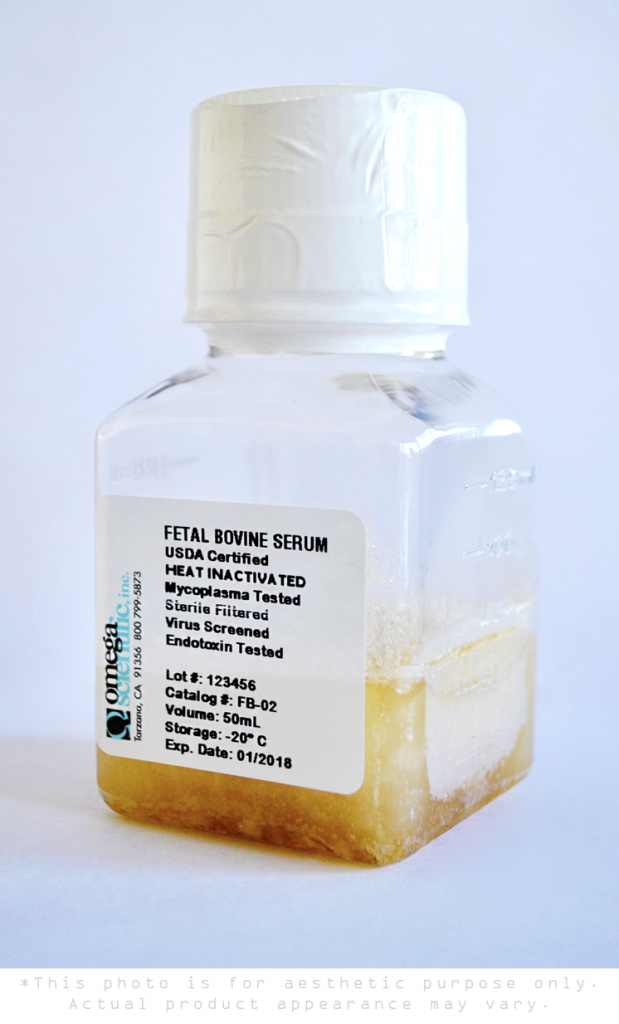 FETAL BOVINE SERUM
USDA Certified
HEAT INACTIVATED
Mycoplasma Tested
Sterile Filtered
Virus Screened
Endotoxin Tested
Lot #: 123456
Catalog #: FB-02
Volume: 50mL
Storage: -20° C
Exp. Date: 01/2018
omega
scientific, inc.
Tarzana, CA 91356 800 799-5873
*This photo is for aesthetic purpose only.
Actual product appearance may vary.